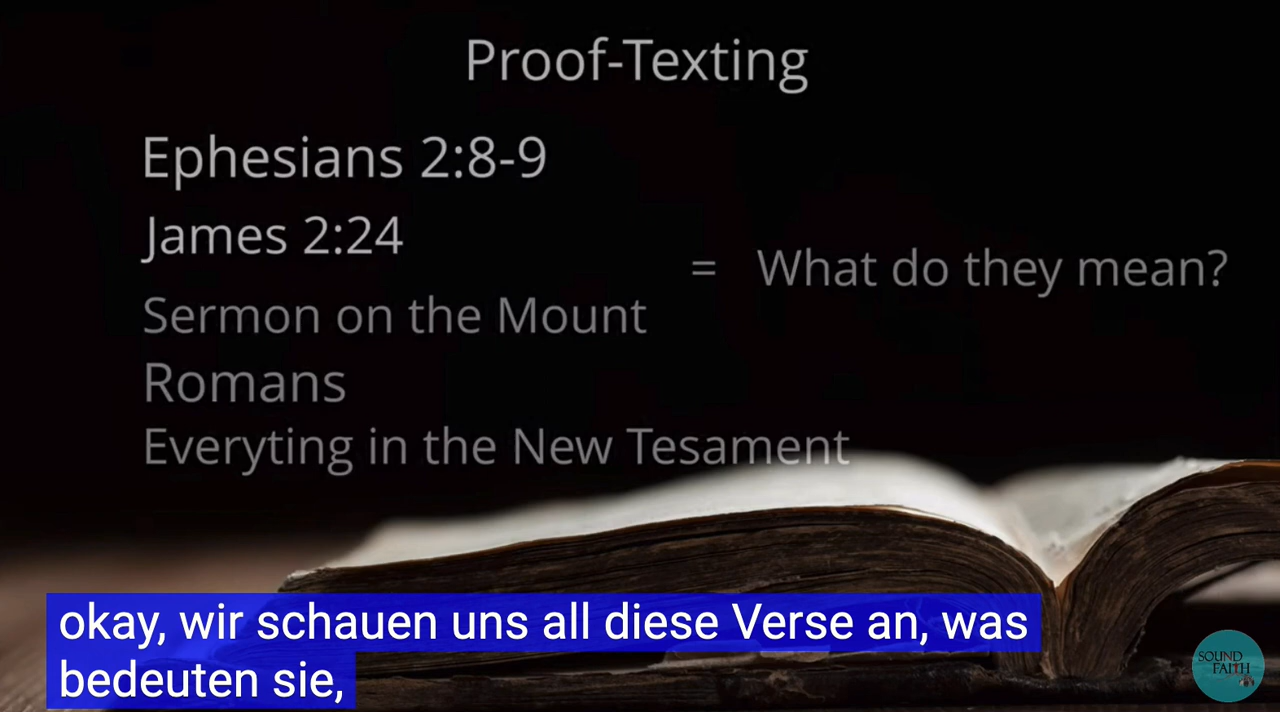 Proof-Texting
Ephesians 2:8-9
James 2:24
= What do they mean?
Sermon on the Mount
Romans
Everyting in the New Tesament
okay, wir schauen uns all diese Verse an, was
bedeuten sie,
SOUND
FAITH